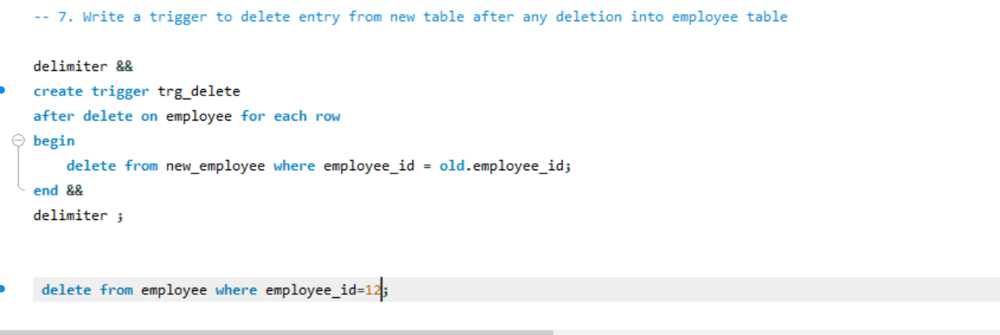 -- 7. Write a trigger to delete entry from new table after any deletion into employee table
delimiter &&
create trigger trg_delete
after delete on employee for each row
begin
delete from new_employee where employee_id = old.employee_id;
end &&
delimiter ;
delete from employee where employee_id=12;